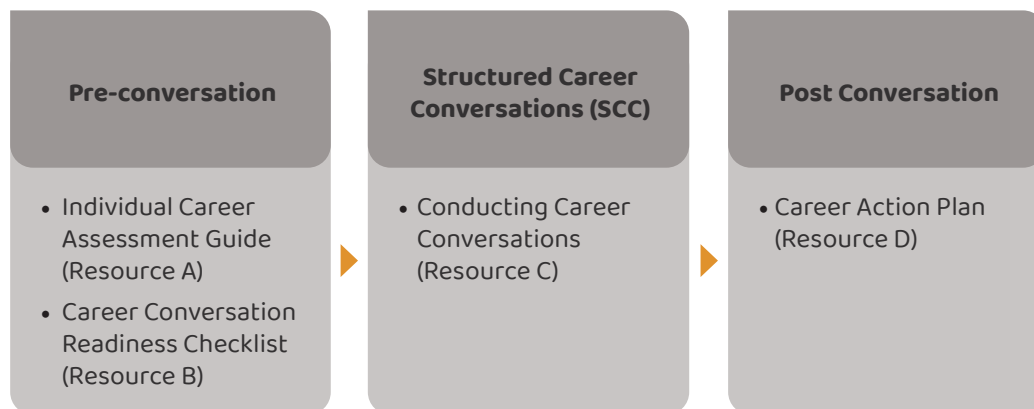 Pre-conversation
• Individual Career
Assessment Guide
(Resource A)
• Career Conversation
Readiness Checklist
(Resource B)
Structured Career
Conversations (SCC)
• Conducting Career
Conversations
(Resource C)
Post Conversation
• Career Action Plan
(Resource D)